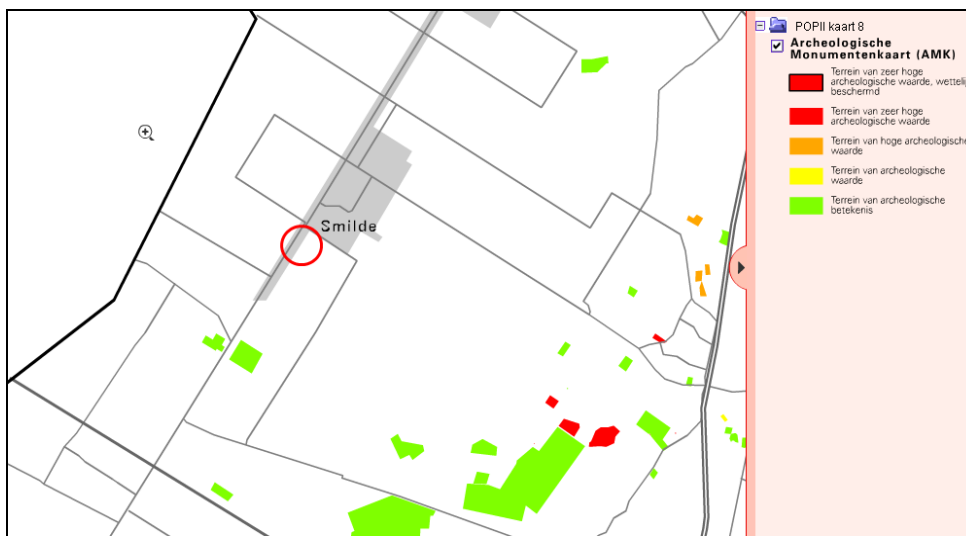 POPII kaart 8
Archeologische
Monumentenkaart (AMK)
Terrein van zeer hoge
archeologische waarde, wettelij
beschermd
Terrein van zeer hoge
archeologische waarde
Terrein van hoge archeologische
waarde
Terrein van archeologische
waarde
Terrein van archeologische
betekenis
Smilde